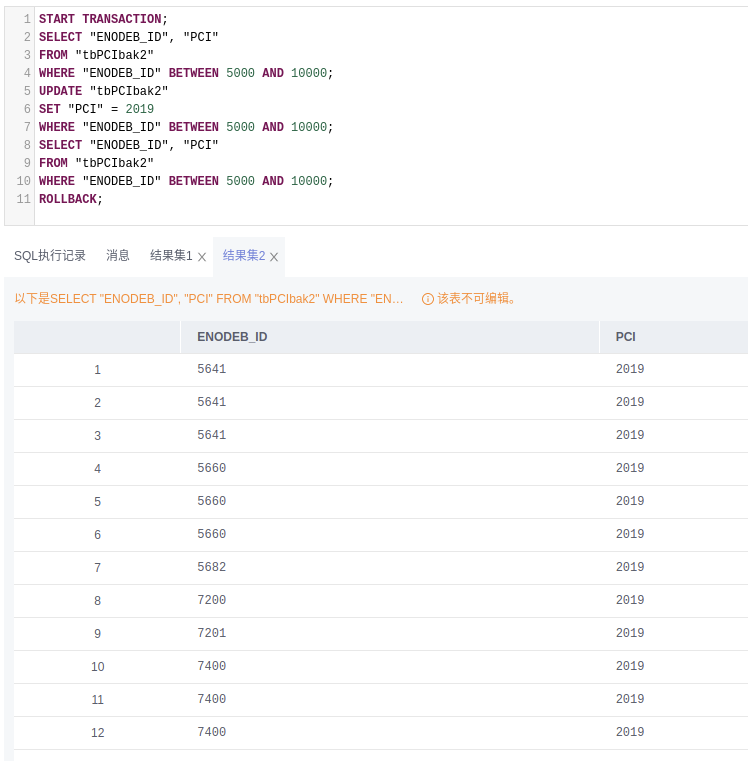 1 START TRANSACTION;
2 SELECT "ENODEB_ID", "PCI"
3 FROM "tbPCIbak2"
4 WHERE "ENODEB_ID" BETWEEN 5000 AND 10000;
5 UPDATE "tbPCIbak2"
6 SET "PCI" = 2019
7 WHERE "ENODEB_ID" BETWEEN 5000 AND 10000;
8 SELECT "ENODEB_ID", "PCI"
9 FROM "tbPCIbak2"
10 WHERE "ENODEB_ID" BETWEEN 5000 AND 10000;
11 ROLLBACK;
SQL执行记录 消息 结果集1 结果集2
以下是SELECT "ENODEB_ID", "PCI" FROM "tbPCIbak2" WHERE "EN... 该表不可编辑。
ENODEB_ID PCI
1 5641 2019
2 5641 2019
3 5641 2019
4 5660 2019
5 5660 2019
6 5660 2019
7 5682 2019
8 7200 2019
9 7201 2019
10 7400 2019
11 7400 2019
12 7400 2019